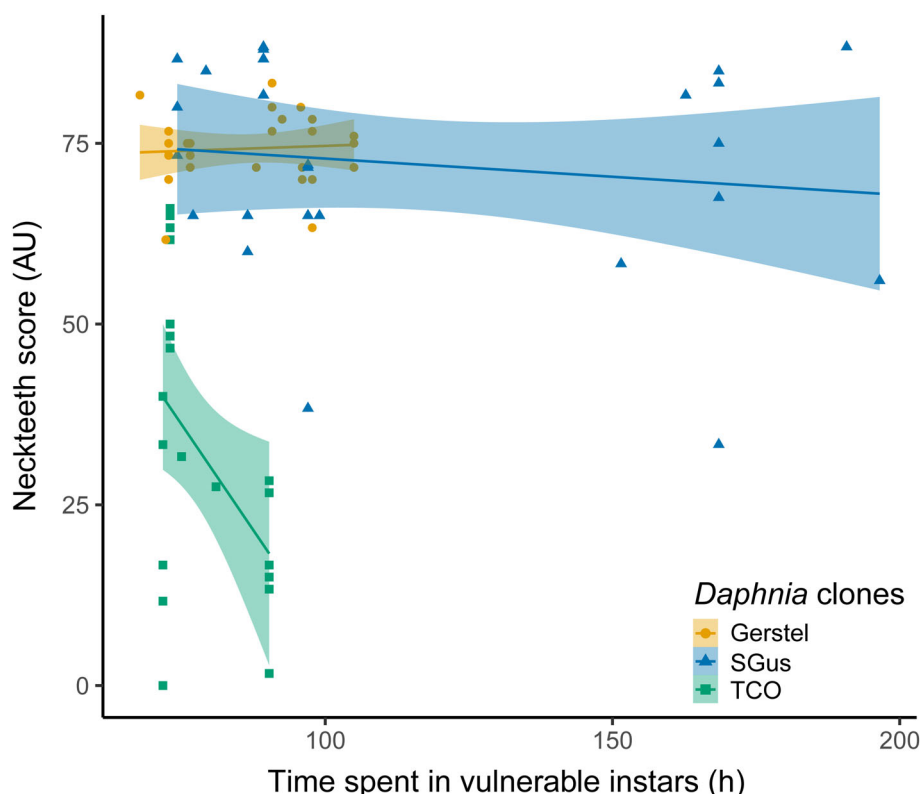 Neckteeth score (AU)
75
50
25
0
100
150
200
Time spent in vulnerable instars (h)
Daphnia clones
Gerstel
SGus
TCO